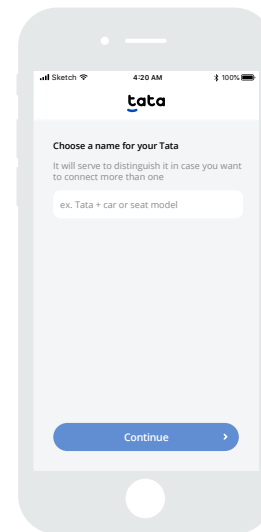 Sketch 4:20 AM 100%
tata
Choose a name for your Tata
It will serve to distinguish it in case you want
to connect more than one
ex. Tata + car or seat model
Continue